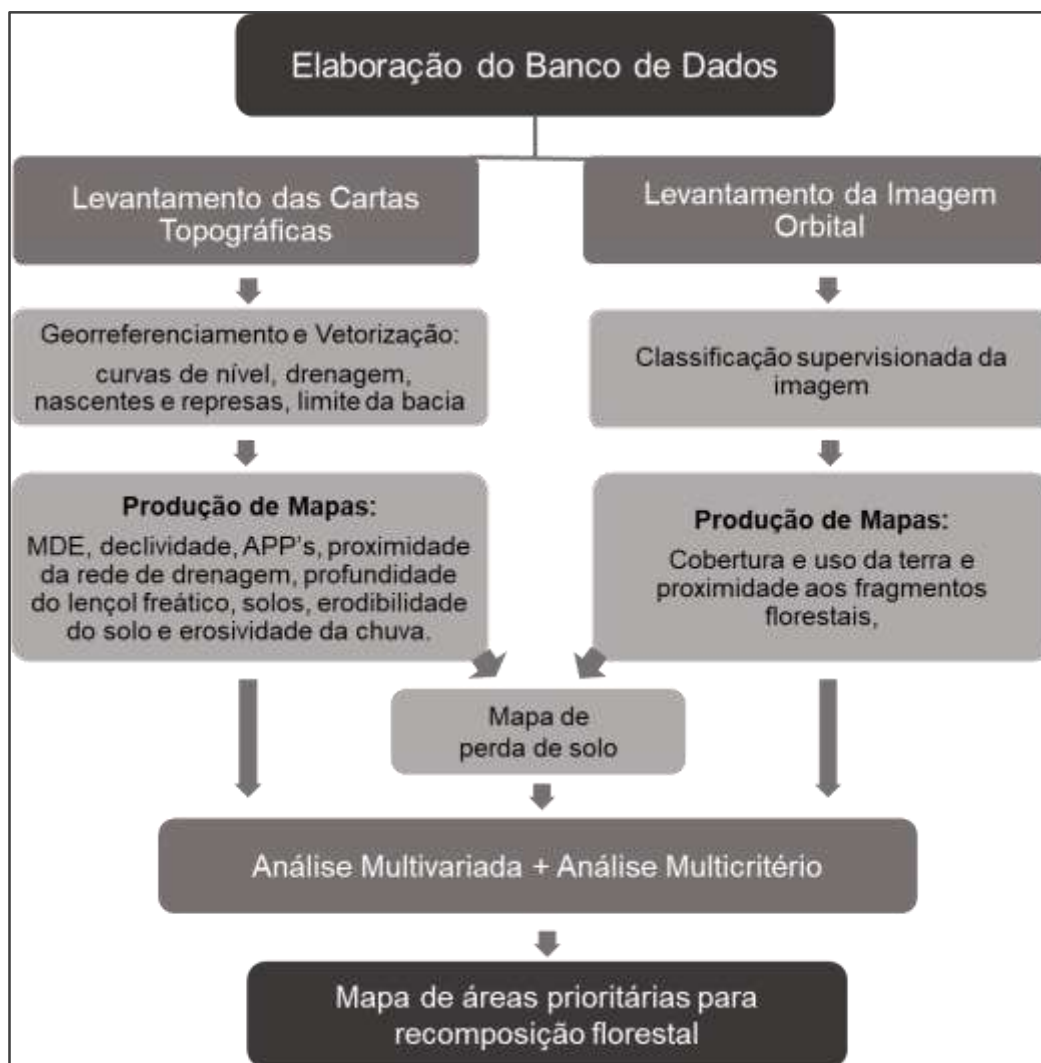 Elaboração do Banco de Dados
Levantamento das Cartas
Topográficas
Levantamento da Imagem
Orbital
Georreferenciamento e Vetorização:
curvas de nível, drenagem,
nascentes e represas, limite da bacia
Classificação supervisionada da
imagem
Produção de Mapas:
MDE, declividade, APP's, proximidade
da rede de drenagem, profundidade
do lençol freático, solos, erodibilidade
do solo e erosividade da chuva.
Produção de Mapas:
Cobertura e uso da terra e
proximidade aos fragmentos
florestais,
Mapa de
perda de solo
Análise Multivariada + Análise Multicritério
Mapa de áreas prioritárias para
recomposição florestal